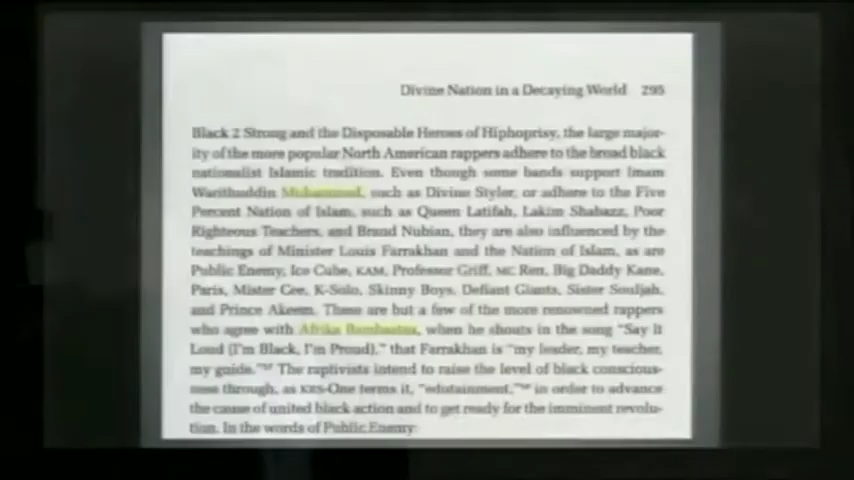 Divine Nation in a Decaying World 295
Black 2 Strong and the Disposable Heroes of Hiphoprisy, the large major-
ity of the more popular North American rappers adhere to the broad black
nationalist Islamic tradition. Even though some bands support Imam
Warithuddin Mohammed, such as Divine Styler, or adhere to the Five
Percent Nation of Islam, such as Queen Latifah, Lakim Shabazz, Poor
Righteous Teachers, and Brand Nubian, they are also influenced by the
teachings of Minister Louis Farrakhan and the Nation of Islam, as are
Public Enemy, Ice Cube, KAM, Professor Griff, MC Ren, Big Daddy Kane,
Paris, Mister Cee, K-Solo, Skinny Boys, Defiant Giants, Sister Souljah,
and Prince Akeem. These are but a few of the more renowned rappers
who agree with Afrika Bambaataa, when he shouts in the song "Say It
Loud (I'm Black, I'm Proud)," that Farrakhan is "my leader, my teacher,
my guide." The raptivists intend to raise the level of black conscious-
ness through, as KRS-One terms it, "edutainment," in order to advance
the cause of united black action and to get ready for the imminent revolu-
tion. In the words of Public Enemy: